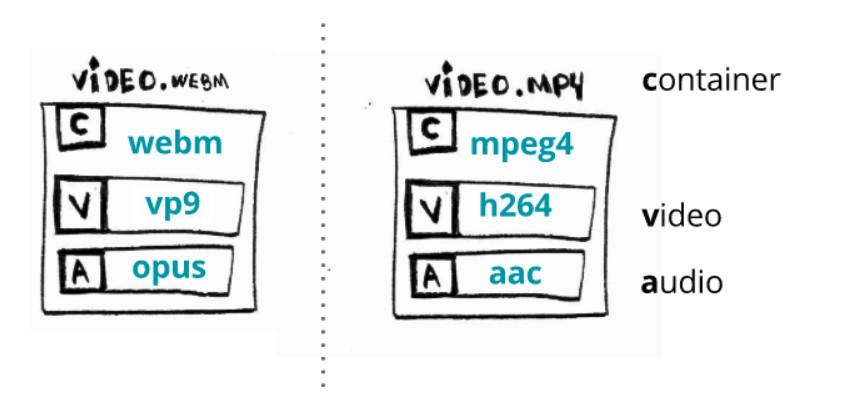 VIDEO.WEBM
C webm
V vp9
A opus
VIDEO.MP4
C mpeg4
V h264
A aac
container
video
audio